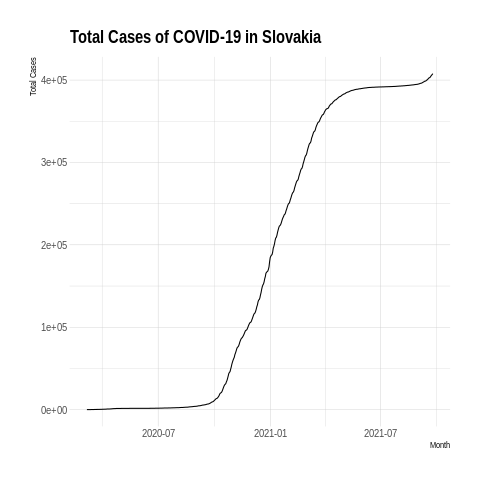 Total Cases of COVID-19 in Slovakia
Total Cases
4e+05
3e+05
2e+05
1e+05
0e+00
2020-07 2021-01 2021-07
Month